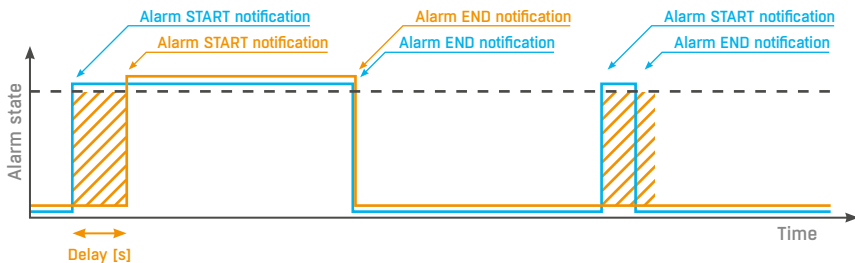 Alarm START notification
Alarm START notification
Alarm END notification
Alarm END notification
Alarm START notification
Alarm END notification
Alarm state
Time
Delay [s]